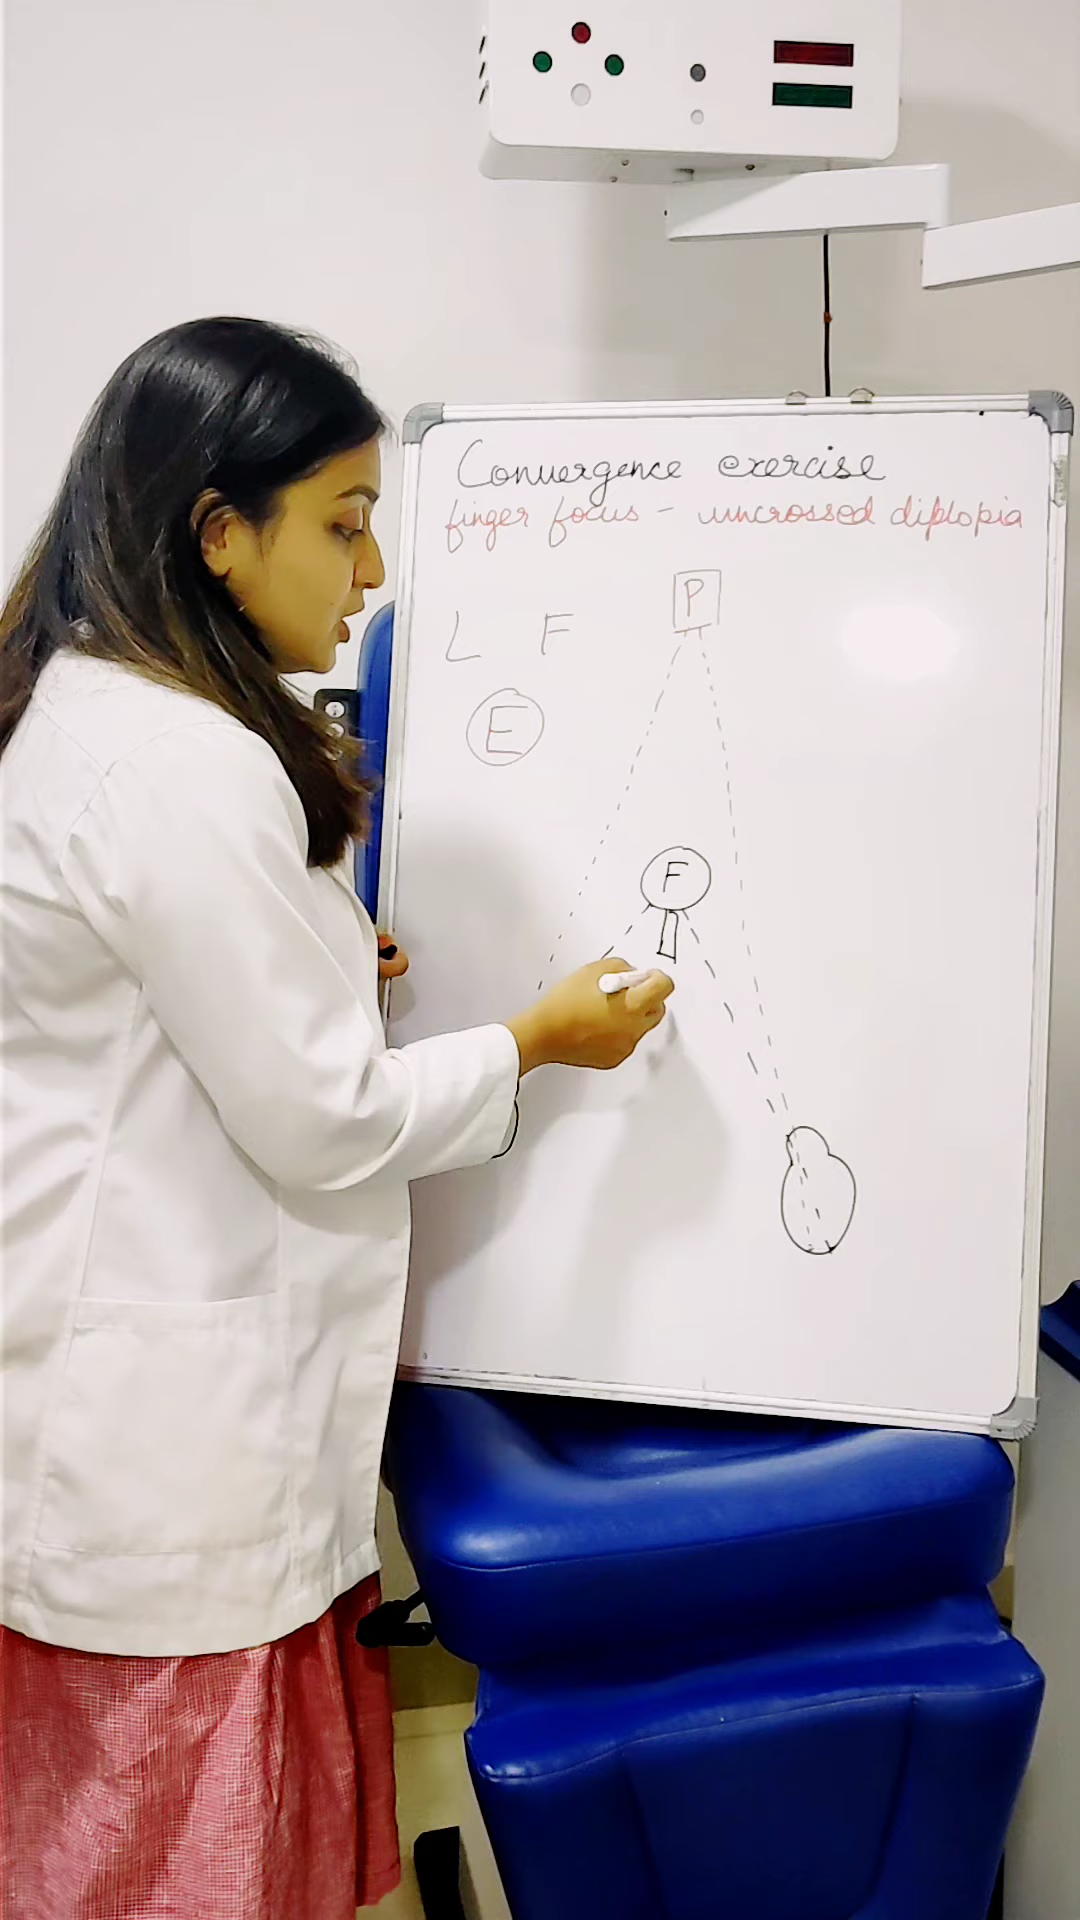 Convergence exercise
finger focus - uncrossed diplopia
P
L F
E
F